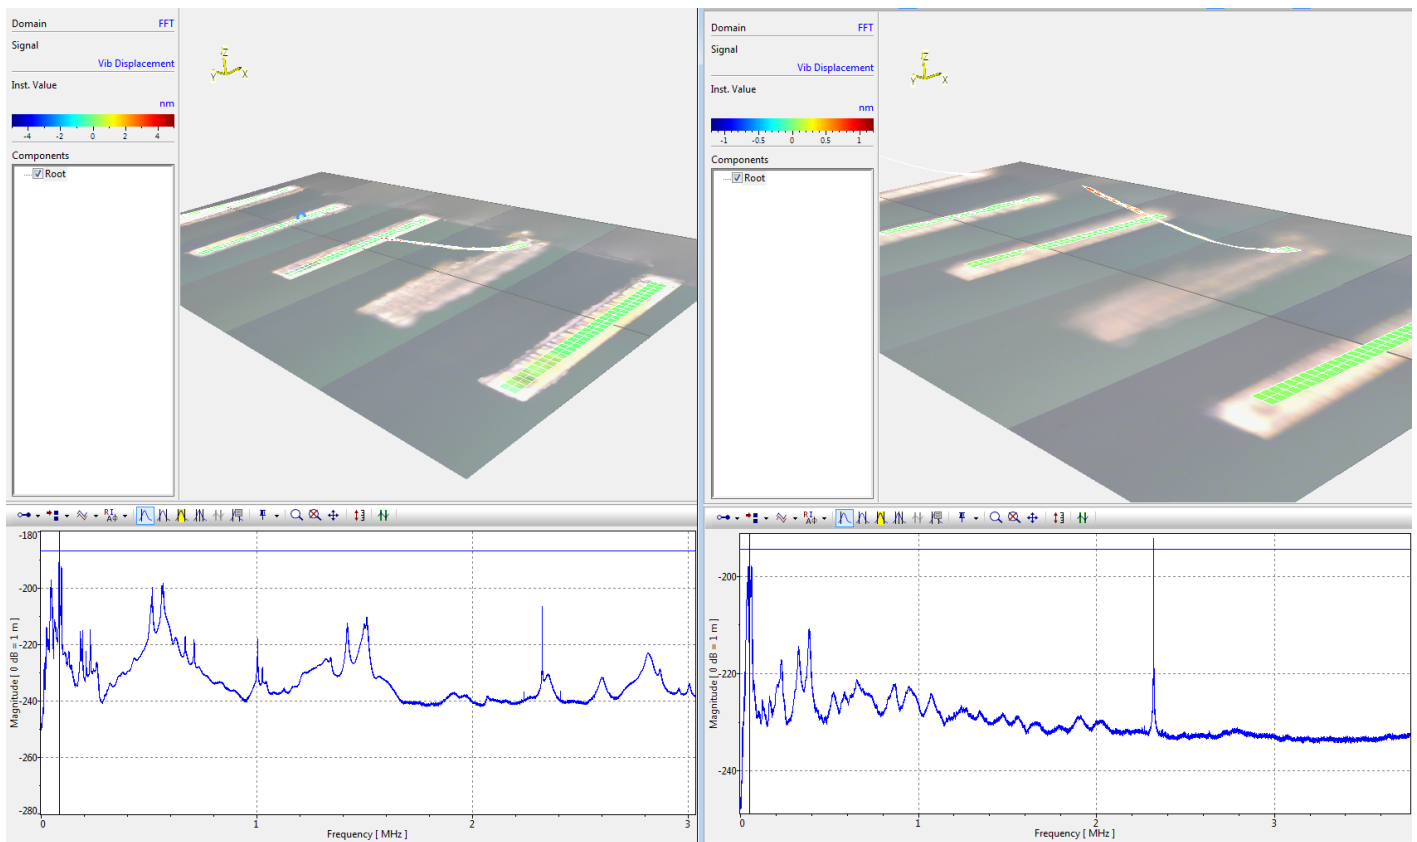 Domain FFT
Signal
Vib Displacement
Inst. Value
nm
-4 -2 0 2 4
Components
Root
Z
Y X
-180
-200
-220
-240
-260
-280
Magnitude [ 0 dB = 1 m ]
0 1 2 3
Frequency [ MHz ]
Domain FFT
Signal
Vib Displacement
Inst. Value
nm
-1 -0.5 0 0.5 1
Components
Root
Z
Y X
-200
-220
-240
Magnitude [ 0 dB = 1 m ]
0 1 2 3
Frequency [ MHz ]